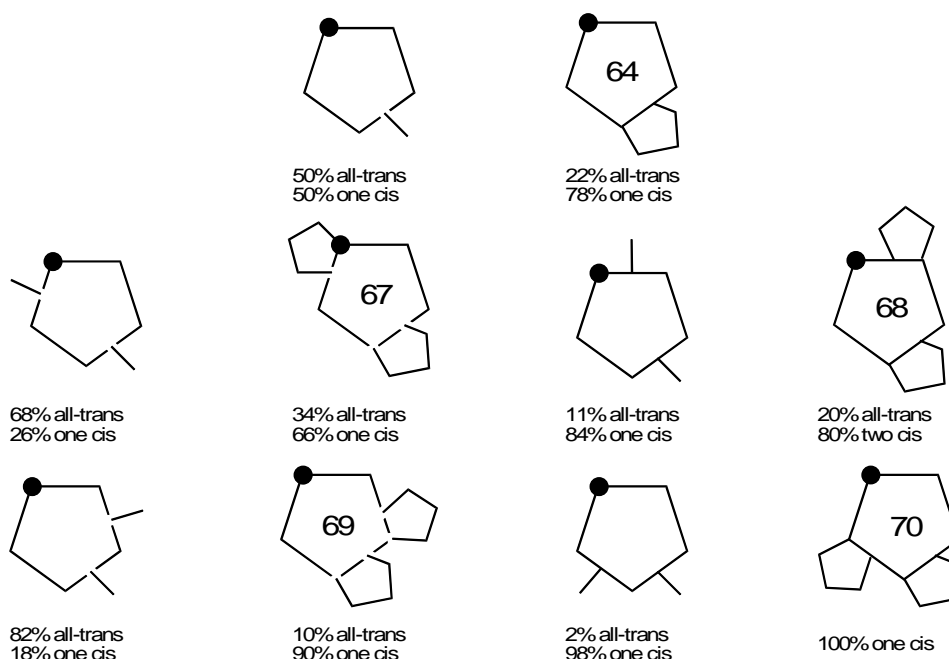 64
50% all-trans
50% one cis
22% all-trans
78% one cis
67
68
68% all-trans
26% one cis
34% all-trans
66% one cis
11% all-trans
84% one cis
20% all-trans
80% two cis
69
70
82% all-trans
18% one cis
10% all-trans
90% one cis
2% all-trans
98% one cis
100% one cis